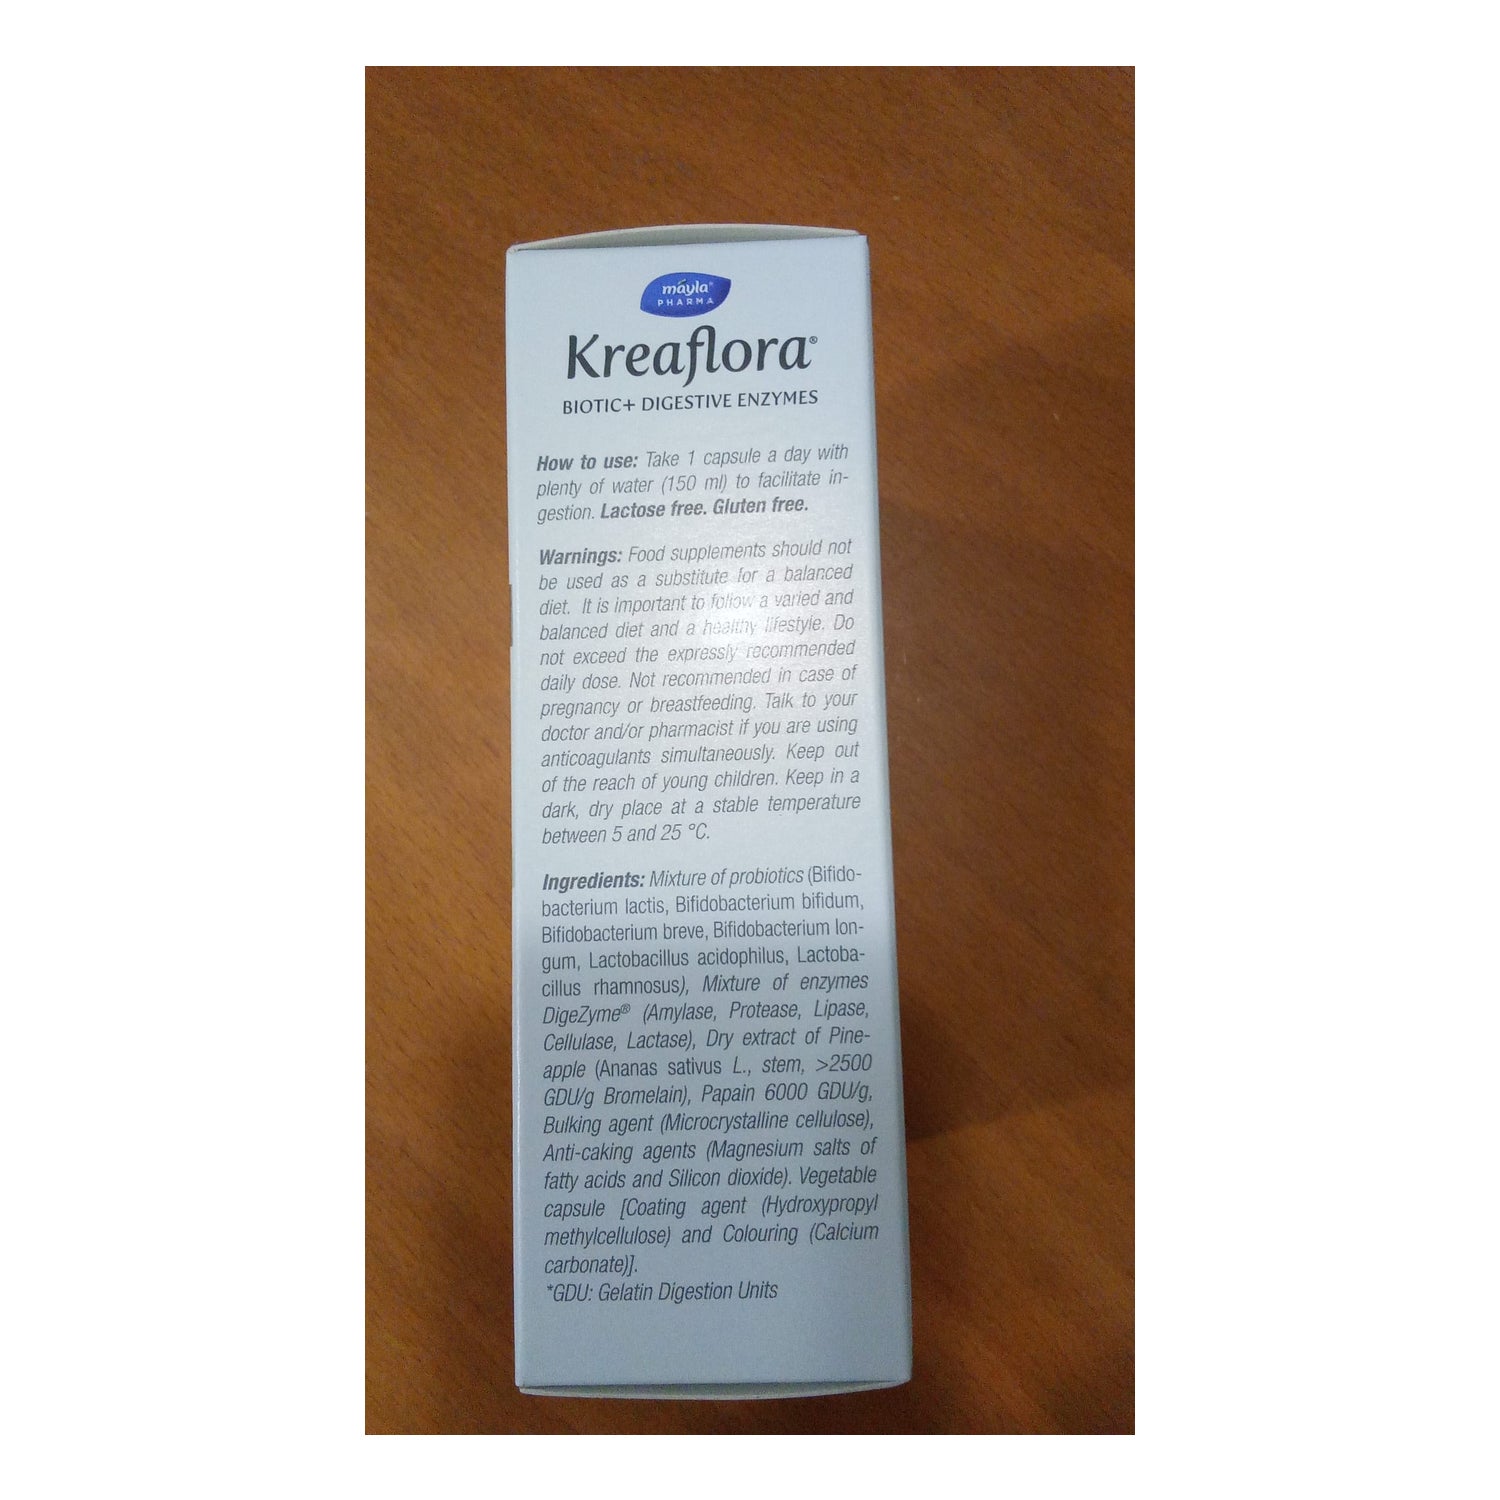 máyla®
PHARMA
Kreaflora®
BIOTIC+ DIGESTIVE ENZYMES
How to use: Take 1 capsule a day with
plenty of water (150 ml) to facilitate in-
gestion. Lactose free. Gluten free.
Warnings: Food supplements should not
be used as a substitute for a balanced
diet. It is important to follow a varied and
balanced diet and a healthy lifestyle. Do
not exceed the expressly recommended
daily dose. Not recommended in case of
pregnancy or breastfeeding. Talk to your
doctor and/or pharmacist if you are using
anticoagulants simultaneously. Keep out
of the reach of young children. Keep in a
dark, dry place at a stable temperature
between 5 and 25 °C.
Ingredients: Mixture of probiotics (Bifido-
bacterium lactis, Bifidobacterium bifidum,
Bifidobacterium breve, Bifidobacterium lon-
gum, Lactobacillus acidophilus, Lactoba-
cillus rhamnosus), Mixture of enzymes
DigeZyme® (Amylase, Protease, Lipase,
Cellulase, Lactase), Dry extract of Pine-
apple (Ananas sativus L., stem, >2500
GDU/g Bromelain), Papain 6000 GDU/g,
Bulking agent (Microcrystalline cellulose),
Anti-caking agents (Magnesium salts of
fatty acids and Silicon dioxide). Vegetable
capsule [Coating agent (Hydroxypropyl
methylcellulose) and Colouring (Calcium
carbonate)].
*GDU: Gelatin Digestion Units